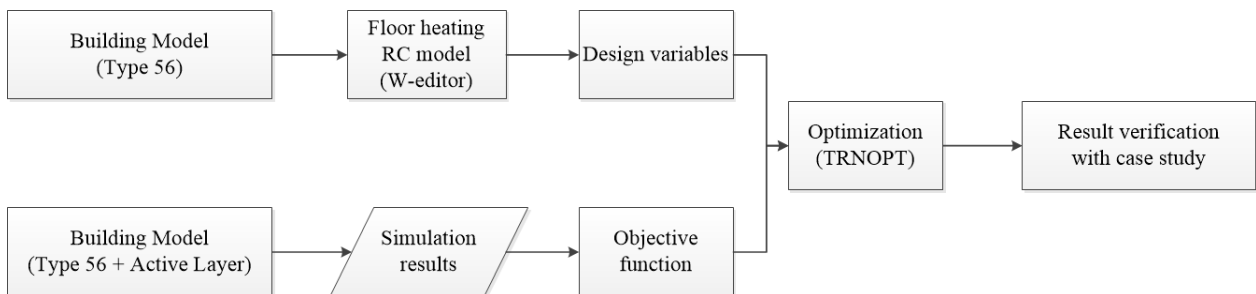 Building Model
(Type 56)
Floor heating
RC model
(W-editor)
Design variables
Optimization
(TRNOPT)
Result verification
with case study
Building Model
(Type 56 + Active Layer)
Simulation
results
Objective
function